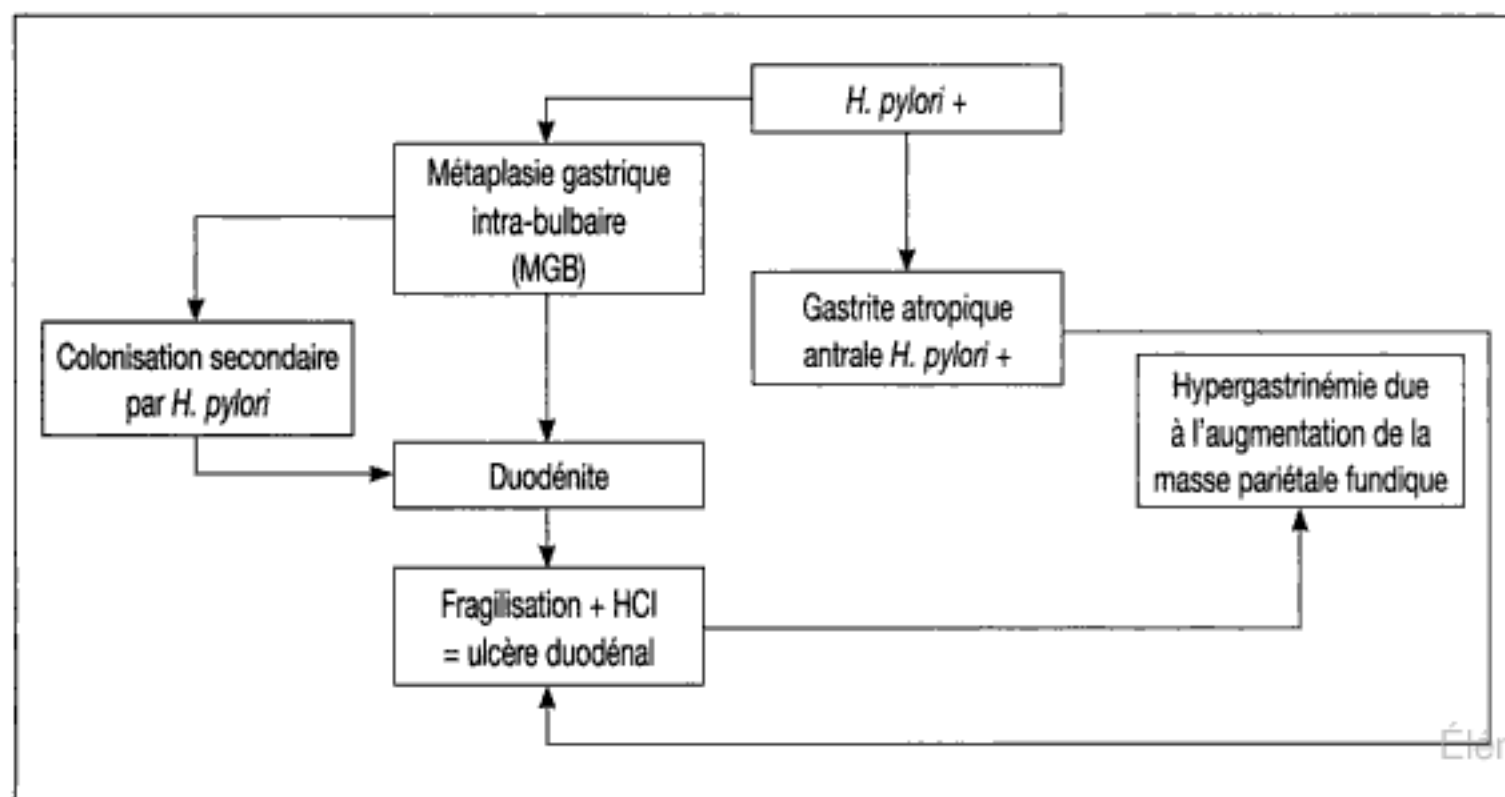 H. pylori +
Métaplasie gastrique
intra-bulbaire
(MGB)
Gastrite atropique
antrale H. pylori +
Colonisation secondaire
par H. pylori
Hypergastrinémie due
à l'augmentation de la
masse pariétale fundique
Duodénite
Fragilisation + HCl
= ulcère duodénal